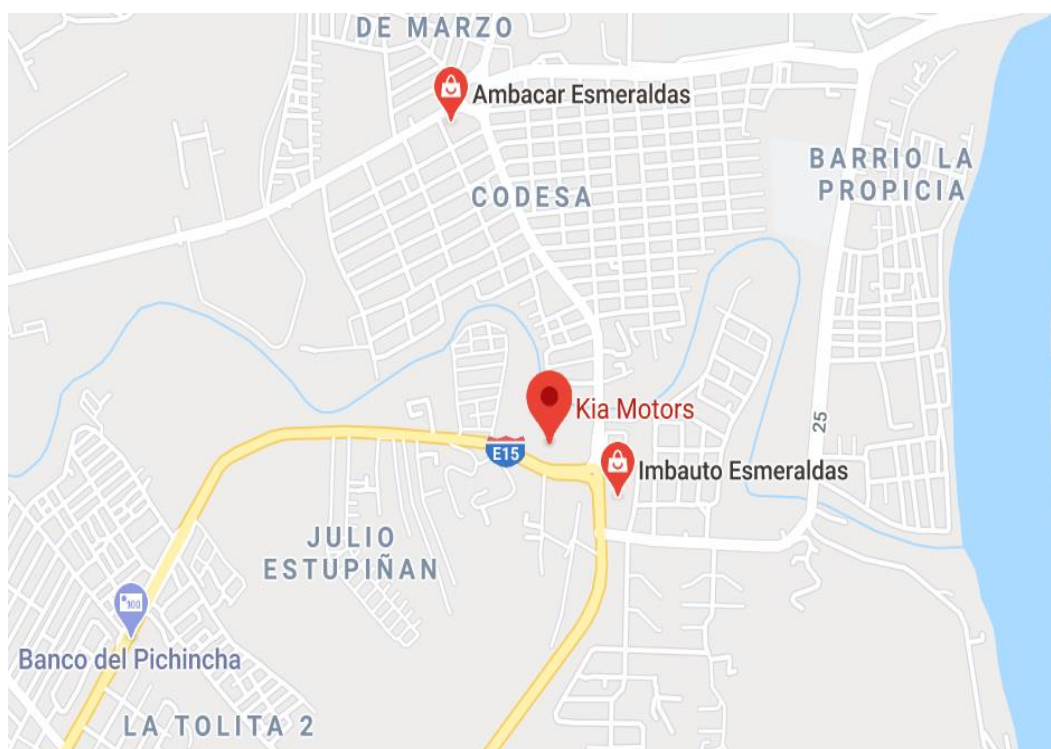 DE MARZO
Ambacar Esmeraldas
BARRIO LA
PROPICIA
CODESA
Kia Motors
25
E15
Imbauto Esmeraldas
JULIO
ESTUPIÑAN
100
Banco del Pichincha
LA TOLITA 2